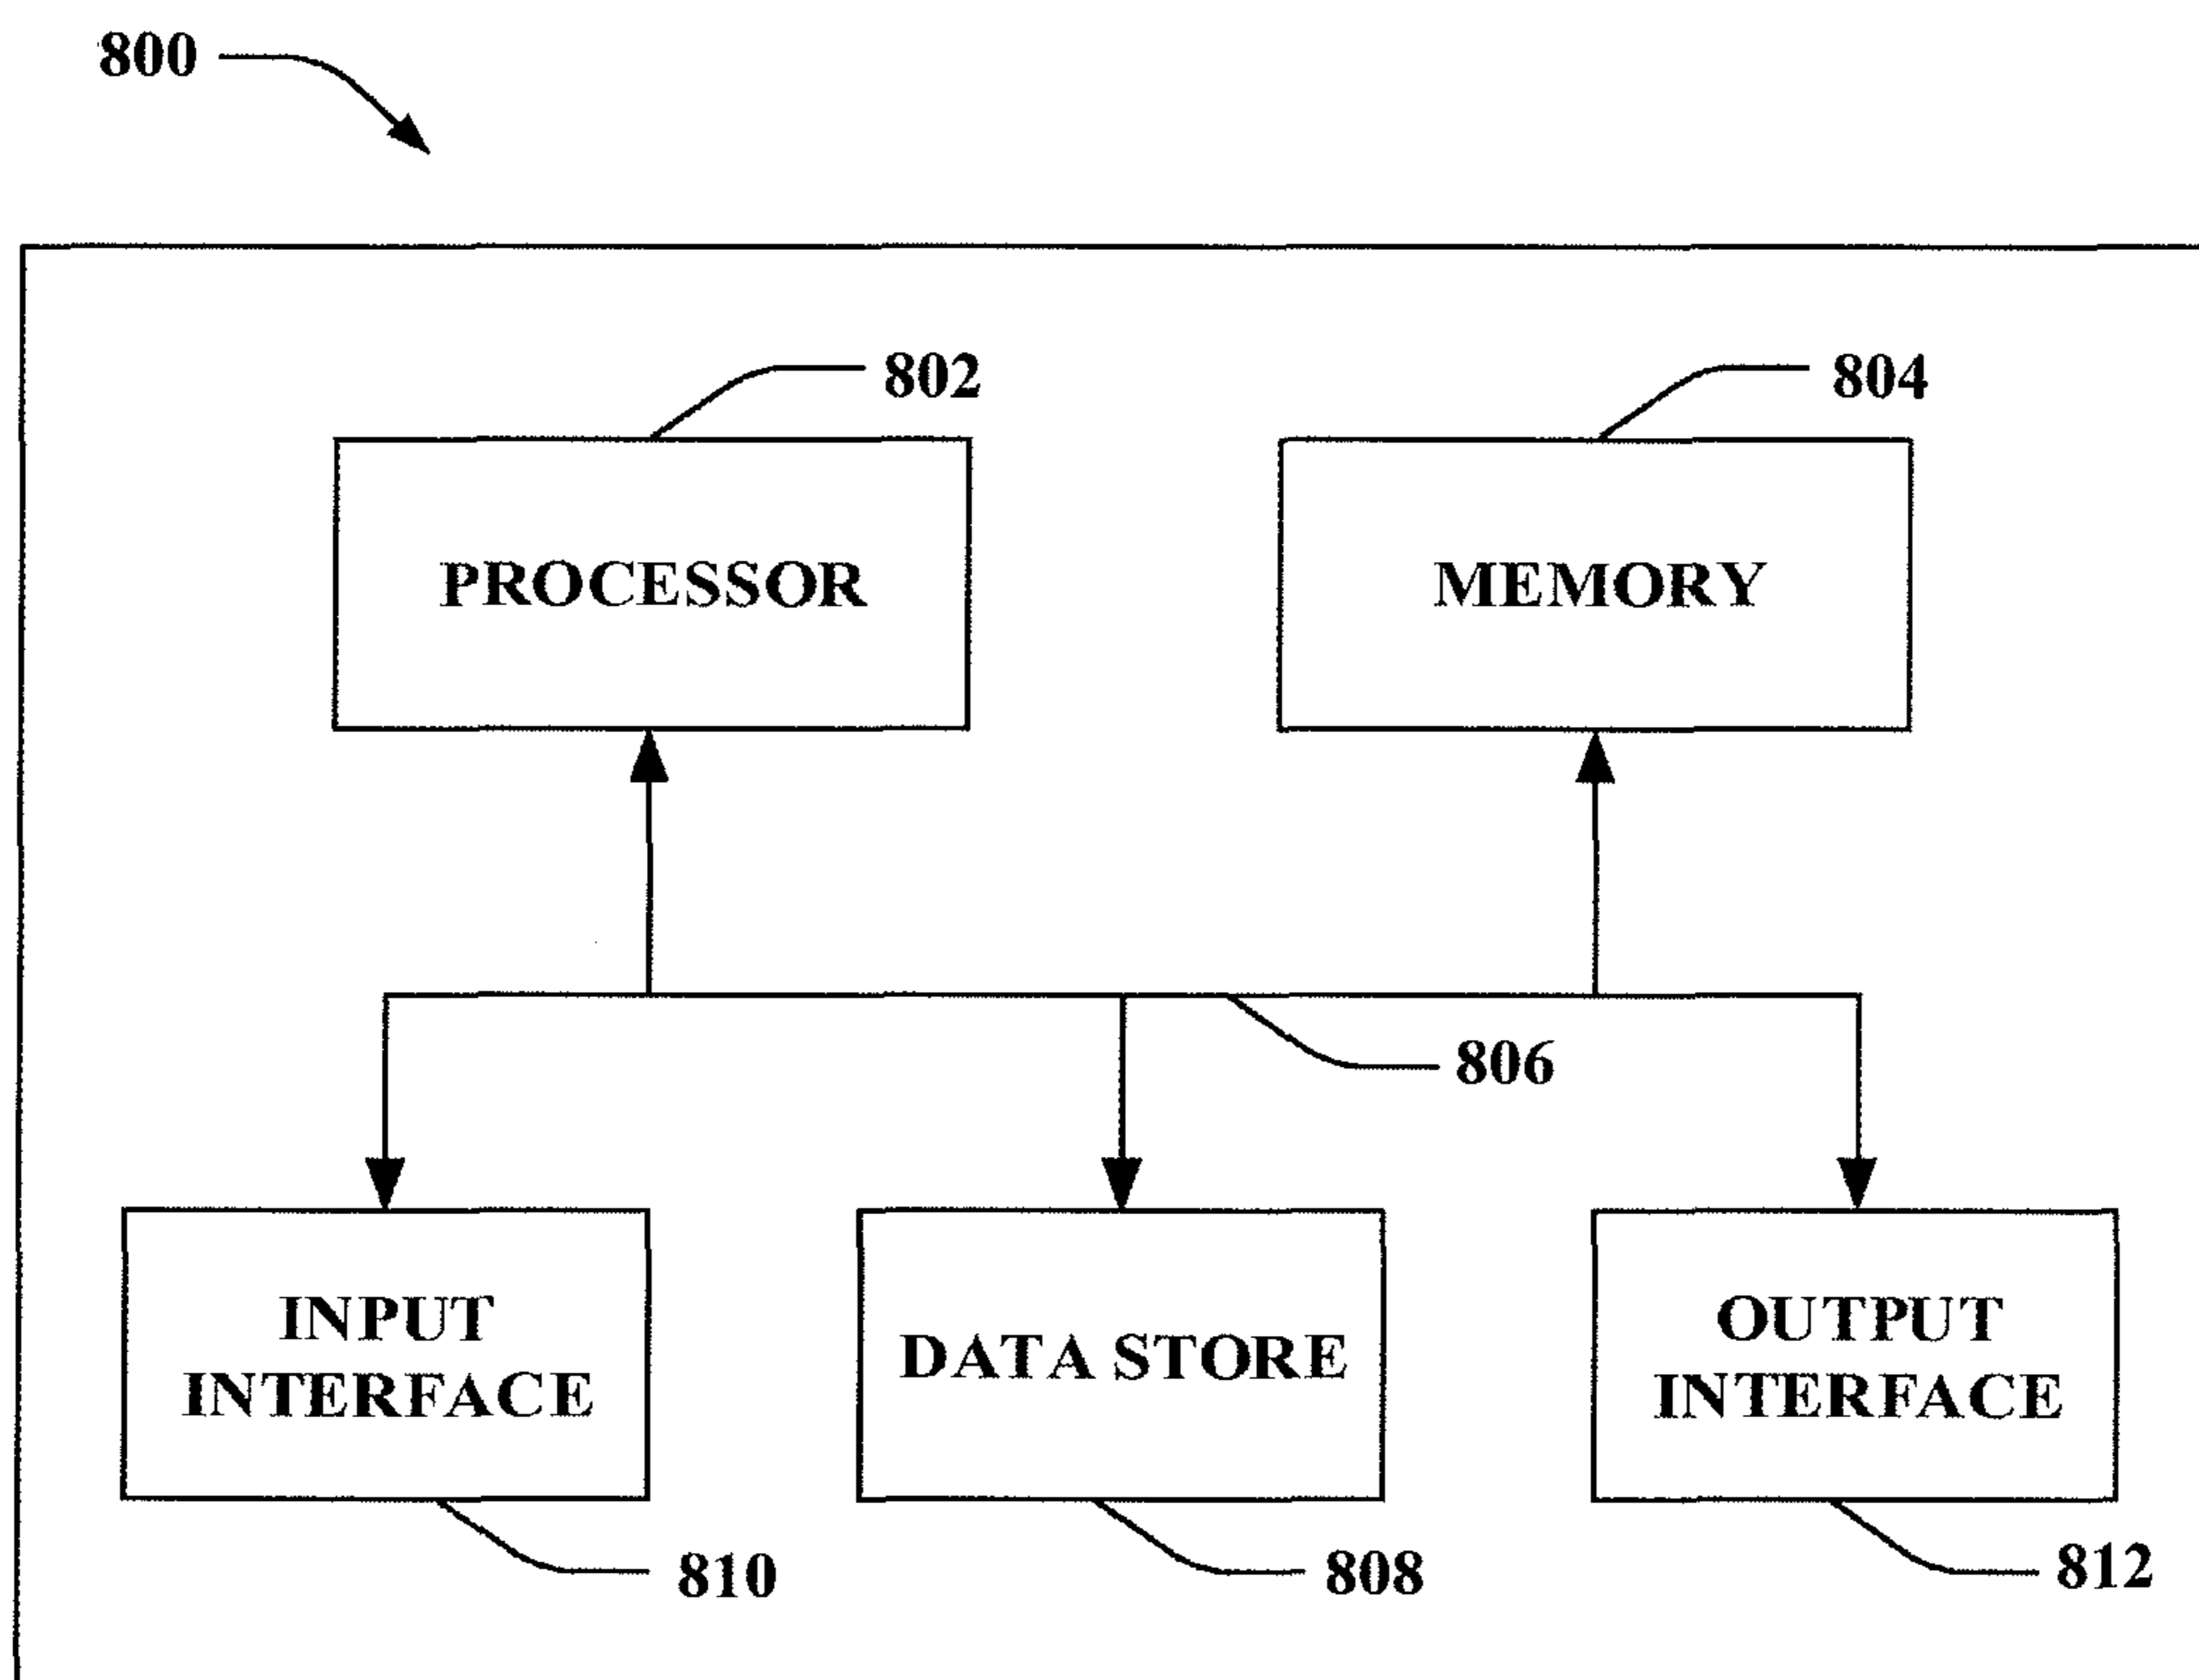 800
802
804
PROCESSOR
MEMORY
806
INPUT
INTERFACE
DATA STORE
OUTPUT
INTERFACE
810
808
812